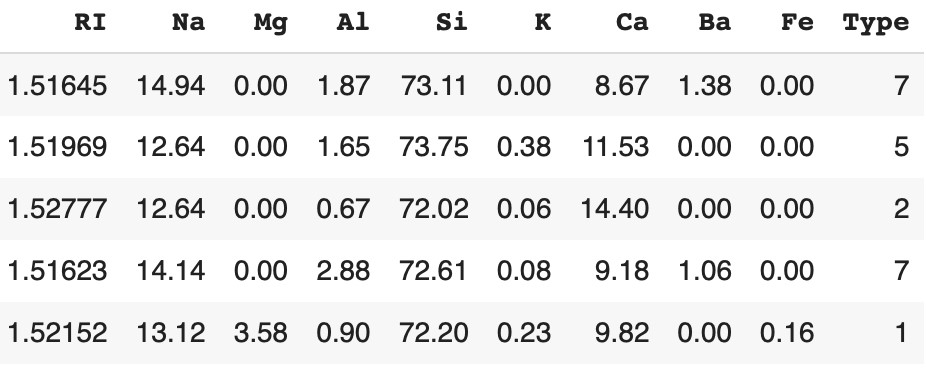 RI Na Mg Al Si K Ca Ba Fe Type
1.51645 14.94 0.00 1.87 73.11 0.00 8.67 1.38 0.00 7
1.51969 12.64 0.00 1.65 73.75 0.38 11.53 0.00 0.00 5
1.52777 12.64 0.00 0.67 72.02 0.06 14.40 0.00 0.00 2
1.51623 14.14 0.00 2.88 72.61 0.08 9.18 1.06 0.00 7
1.52152 13.12 3.58 0.90 72.20 0.23 9.82 0.00 0.16 1